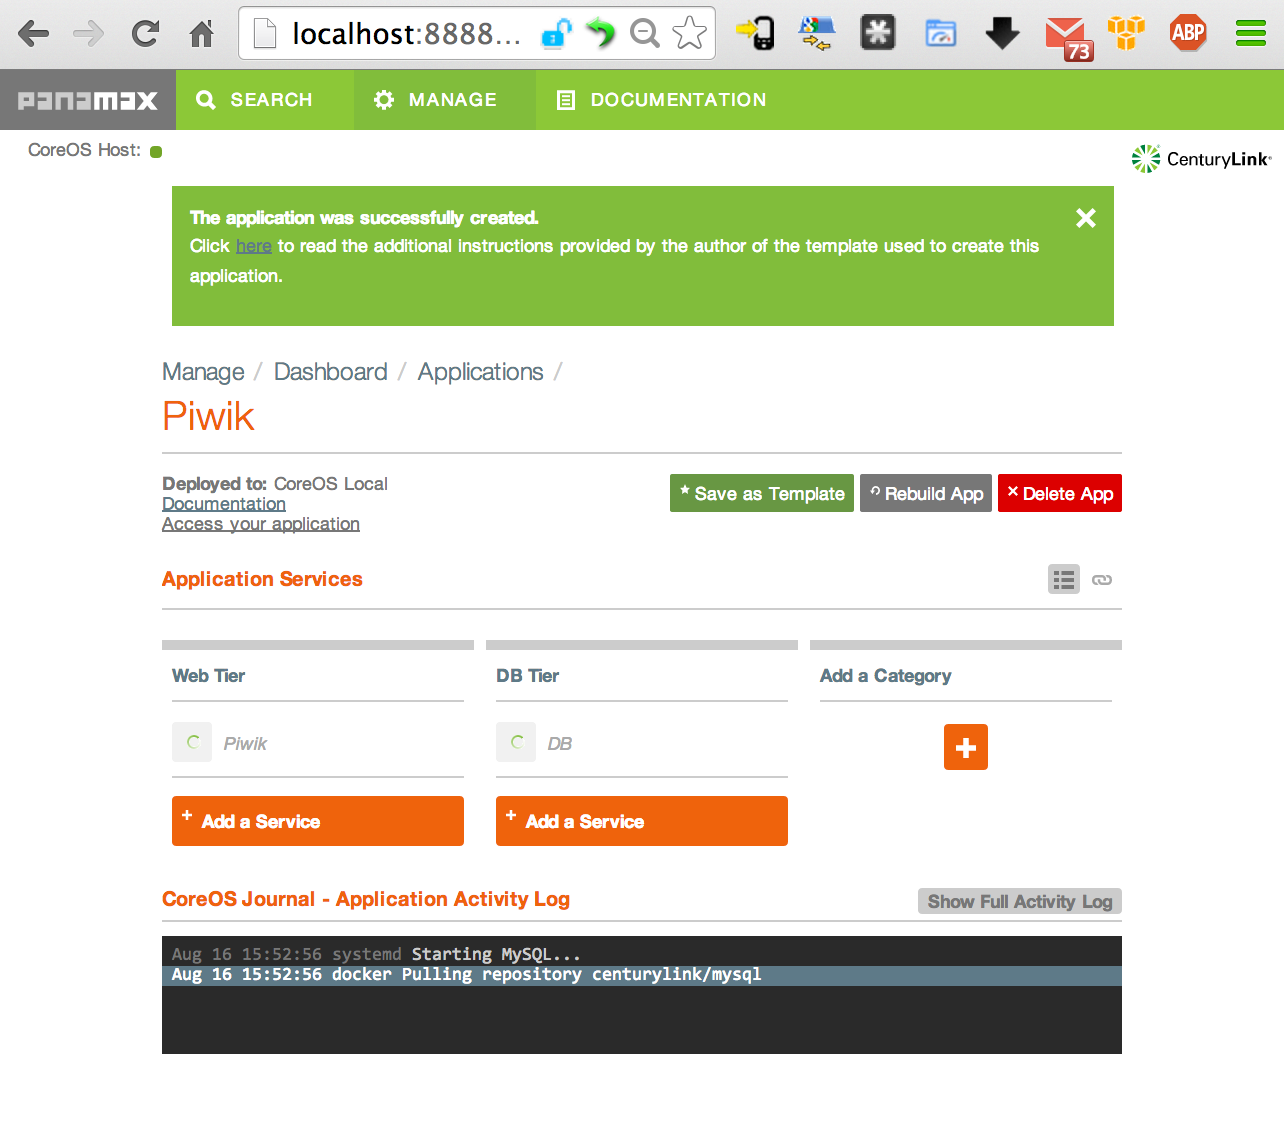 localhost:8888...
73
ABP
panamax
SEARCH
MANAGE
DOCUMENTATION
CoreOS Host:
CenturyLink
The application was successfully created.
Click here to read the additional instructions provided by the author of the template used to create this
application.
Manage / Dashboard / Applications /
Piwik
Deployed to: CoreOS Local
Documentation
Access your application
Save as Template
Rebuild App
Delete App
Application Services
Web Tier
DB Tier
Add a Category
Piwik
DB
+ Add a Service
+ Add a Service
CoreOS Journal - Application Activity Log
Show Full Activity Log
Aug 16 15:52:56 systemd Starting MySQL...
Aug 16 15:52:56 docker Pulling repository centurylink/mysql